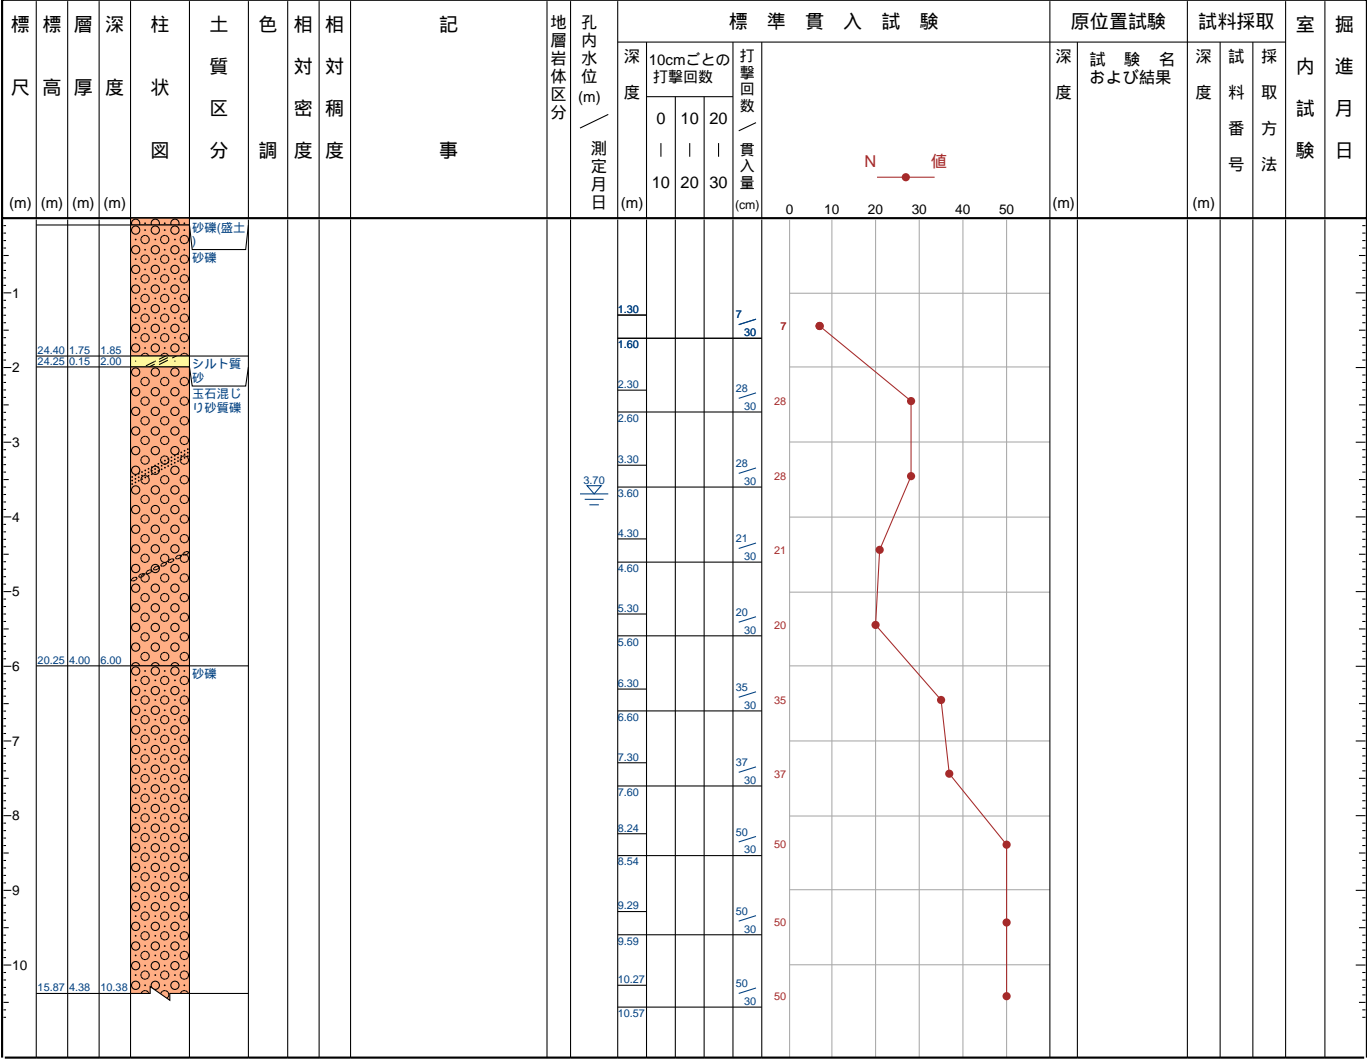 標尺 (m)
標高 (m)
層厚 (m)
深度 (m)
柱状図
土質区分
色調
相対密度
相対稠度
記事
地層岩体区分
孔内水位(m)／測定月日
標準貫入試験
深度 (m)
10cmごとの
打撃回数
0 10 20
| | |
10 20 30
打撃回数／貫入量 (cm)
N 値
0 10 20 30 40 50
原位置試験
深度 (m)
試験名
および結果
試料採取
深度 (m)
試料番号
採取方法
室内試験
掘進月日
砂礫(盛土
)
砂礫
1
1.30 7
30 7
1.60
24.40 1.75 1.85
24.25 0.15 2.00
シルト質
砂
2
玉石混じ
り砂質礫
2.30 28
30 28
2.60
3
3.30 28
30 28
3.70
3.60
4
4.30 21
30 21
4.60
5
5.30 20
30 20
5.60
6
20.25 4.00 6.00
砂礫
6.30 35
30 35
6.60
7
7.30 37
30 37
7.60
8
8.24 50
30 50
8.54
9
9.29 50
30 50
9.59
10
10.27 50
30 50
15.87 4.38 10.38
10.57